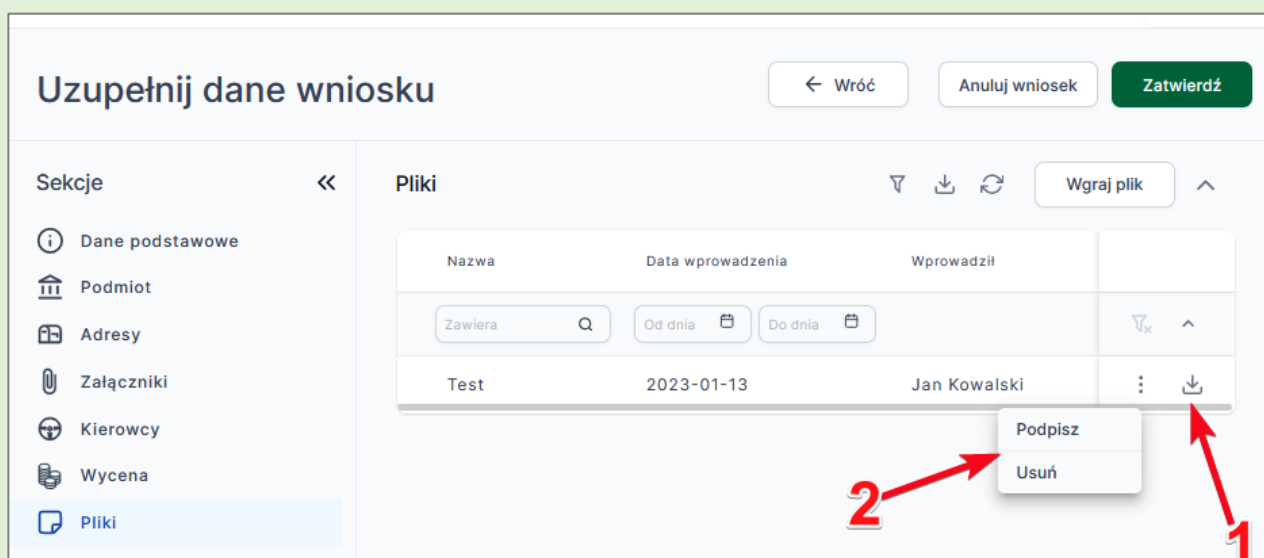 Uzupełnij dane wniosku
Wróć
Anuluj wniosek
Zatwierdź
Sekcje
Dane podstawowe
Podmiot
Adresy
Załączniki
Kierowcy
Wycena
Pliki
Pliki
Wgraj plik
Nazwa Data wprowadzenia Wprowadził
Zawiera Od dnia Do dnia
Test 2023-01-13 Jan Kowalski
Podpisz
Usuń
2
1